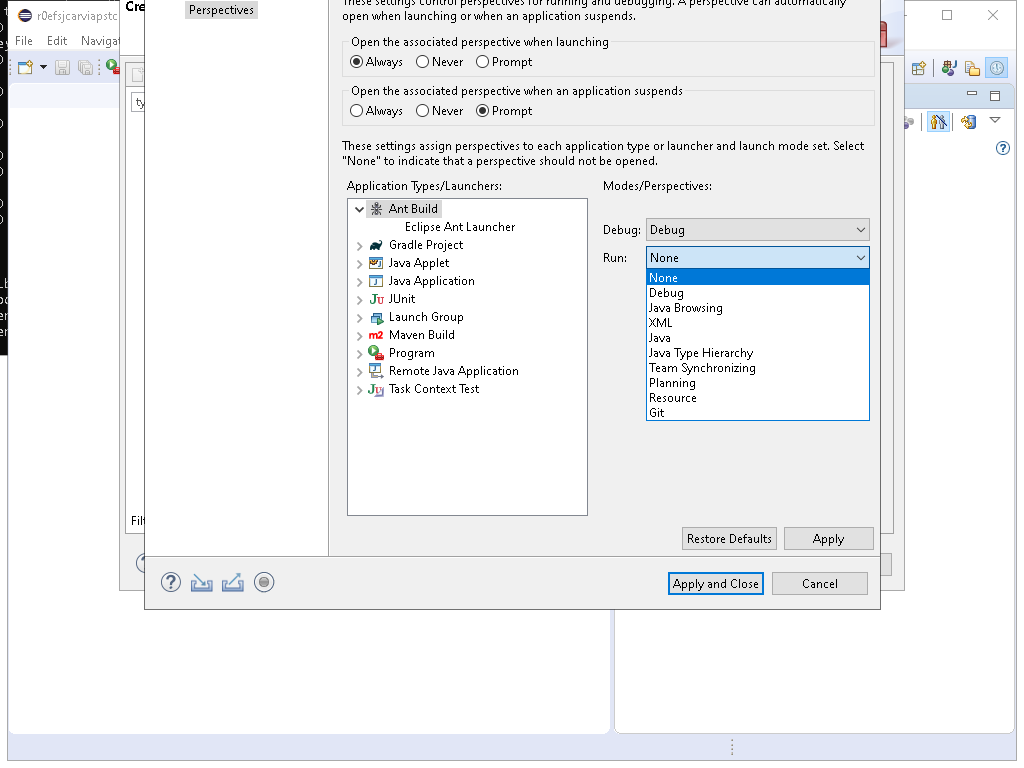 r0efsjcarviapstc
File Edit Navigat
Cre
Perspectives
These settings control perspectives for running and debugging. A perspective can automatically
open when launching or when an application suspends.
Open the associated perspective when launching
Always Never Prompt
Open the associated perspective when an application suspends
Always Never Prompt
These settings assign perspectives to each application type or launcher and launch mode set. Select
"None" to indicate that a perspective should not be opened.
Application Types/Launchers:
Modes/Perspectives:
Ant Build
Eclipse Ant Launcher
Gradle Project
Java Applet
Java Application
JUnit
Launch Group
m2 Maven Build
Program
Remote Java Application
Task Context Test
Debug: Debug
Run: None
None
Debug
Java Browsing
XML
Java
Java Type Hierarchy
Team Synchronizing
Planning
Resource
Git
ty
Filt
Restore Defaults Apply
Apply and Close Cancel